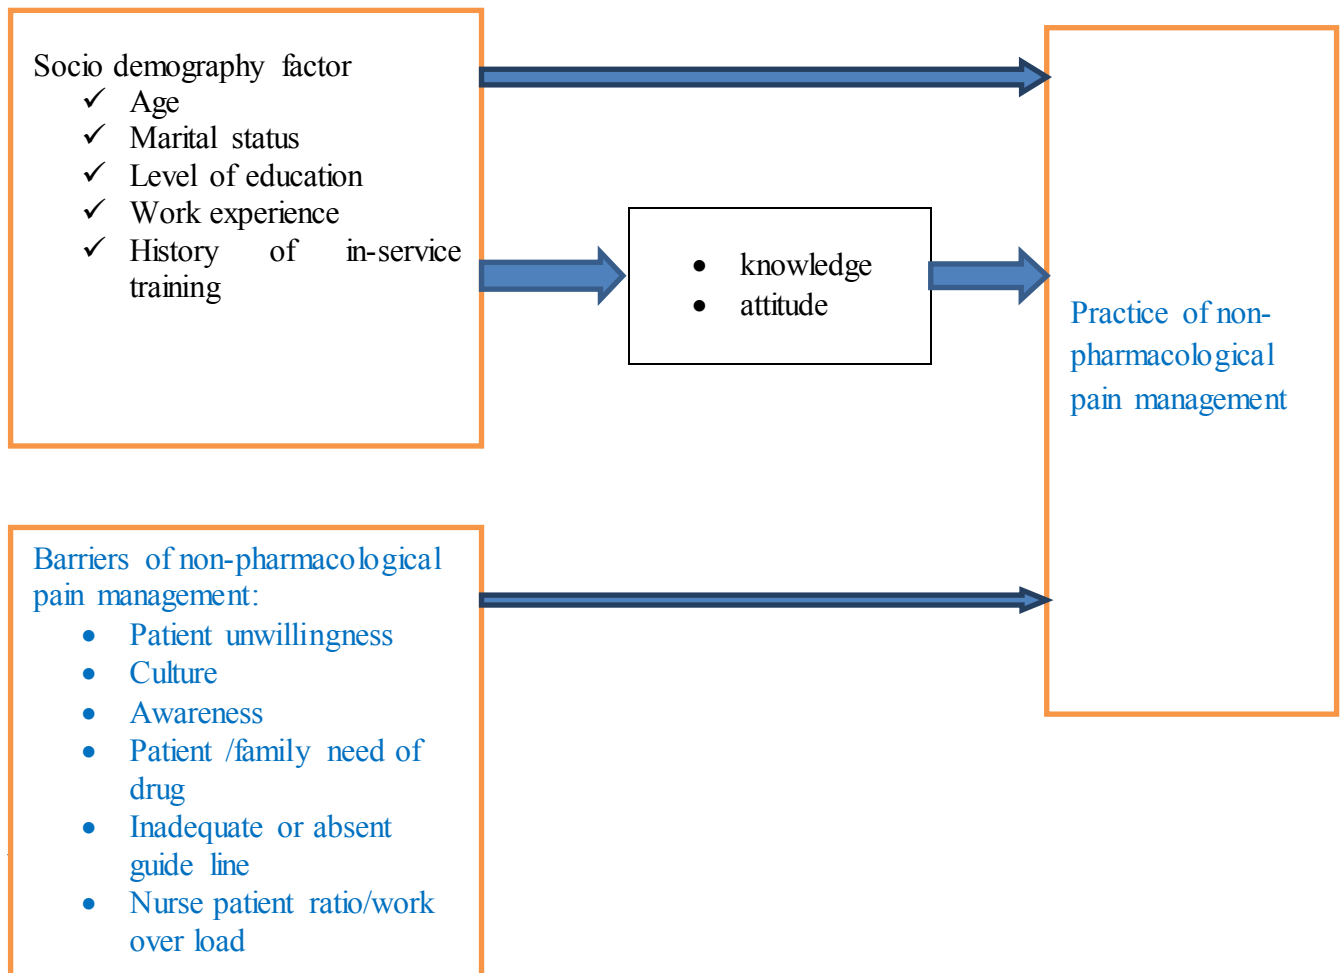 Socio demography factor
✓ Age
✓ Marital status
✓ Level of education
✓ Work experience
✓ History of in-service
training
• knowledge
• attitude
Practice of non-
pharmacological
pain management
Barriers of non-pharmacological
pain management:
• Patient unwillingness
• Culture
• Awareness
• Patient /family need of
drug
• Inadequate or absent
guide line
• Nurse patient ratio/work
over load